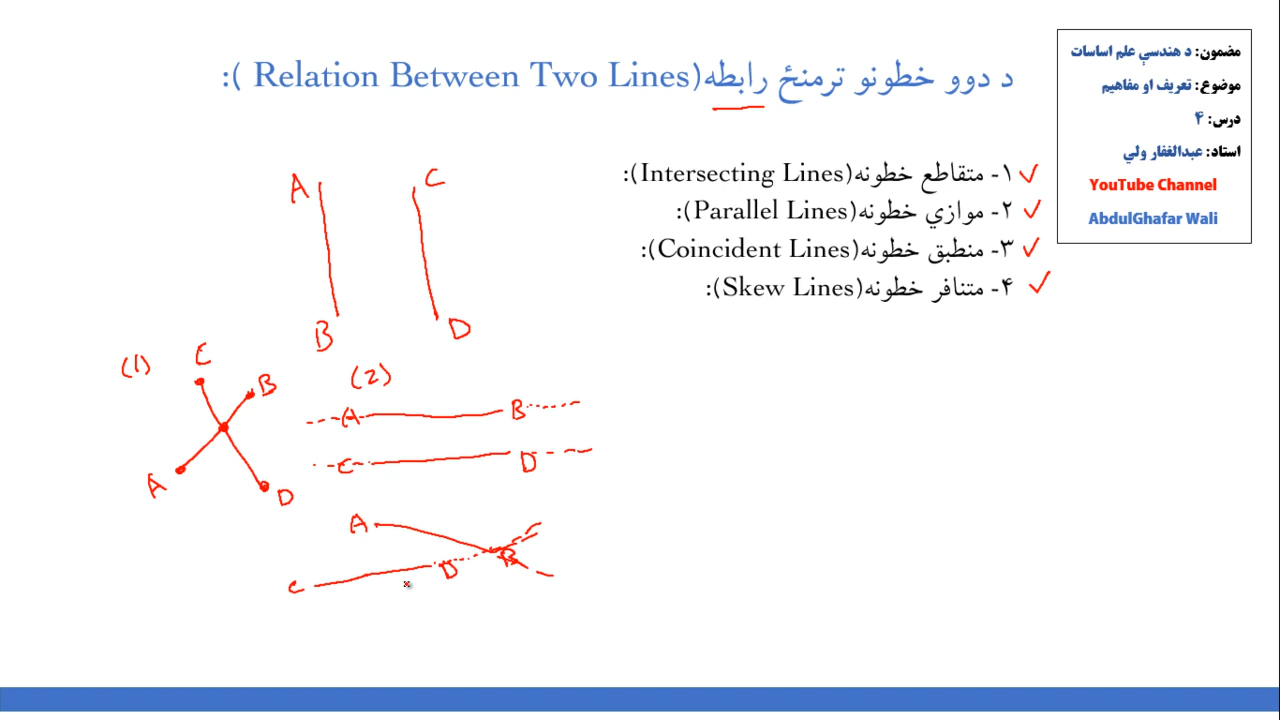 د دوو خطونو ترمنځ رابطه(Relation Between Two Lines ):
مضمون: د هندسې علم اساسات
موضوع: تعریف او مفاهیم
درس: ۴
استاد: عبدالغفار ولي
YouTube Channel
AbdulGhafar Wali
۱- متقاطع خطونه(Intersecting Lines):
۲- موازي خطونه(Parallel Lines):
۳- منطبق خطونه(Coincident Lines):
۴- متنافر خطونه(Skew Lines):
A C
B D
(1) C B
A D
(2)
A B
C D
A B
C D